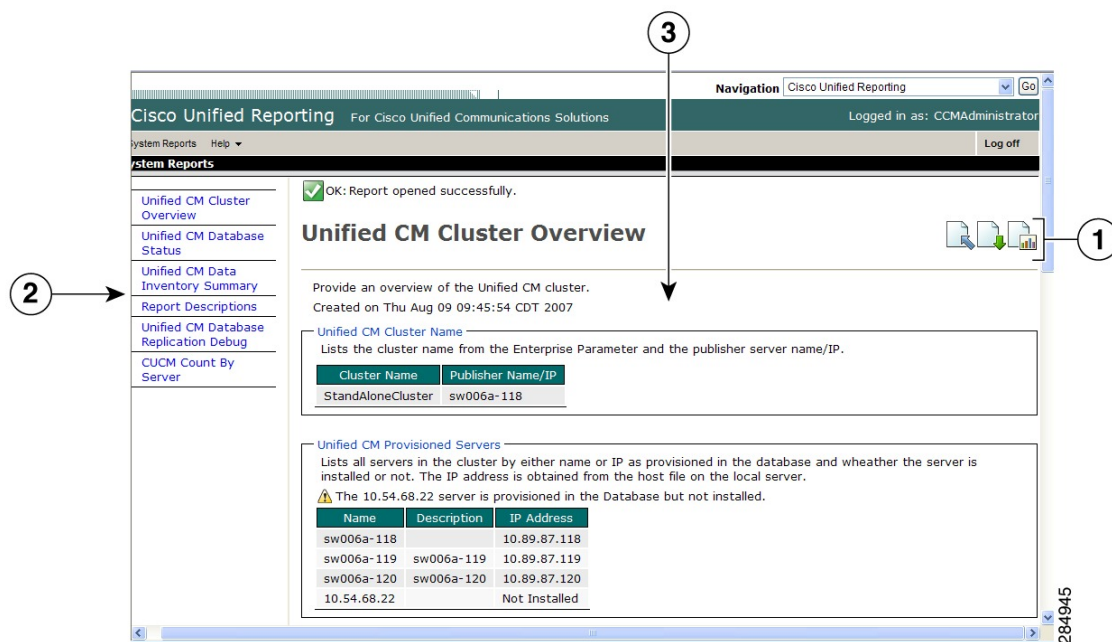 3
Navigation Cisco Unified Reporting Go
Cisco Unified Reporting For Cisco Unified Communications Solutions Logged in as: CCMAdministrator
System Reports Help Log off
System Reports
OK: Report opened successfully.
Unified CM Cluster Overview
1
2
Unified CM Cluster
Overview
Unified CM Database
Status
Unified CM Data
Inventory Summary
Report Descriptions
Unified CM Database
Replication Debug
CUCM Count By
Server
Provide an overview of the Unified CM cluster.
Created on Thu Aug 09 09:45:54 CDT 2007
Unified CM Cluster Name
Lists the cluster name from the Enterprise Parameter and the publisher server name/IP.
Cluster Name Publisher Name/IP
StandAloneCluster sw006a-118
Unified CM Provisioned Servers
Lists all servers in the cluster by either name or IP as provisioned in the database and wheather the server is
installed or not. The IP address is obtained from the host file on the local server.
The 10.54.68.22 server is provisioned in the Database but not installed.
Name Description IP Address
sw006a-118 10.89.87.118
sw006a-119 sw006a-119 10.89.87.119
sw006a-120 sw006a-120 10.89.87.120
10.54.68.22 Not Installed
284945